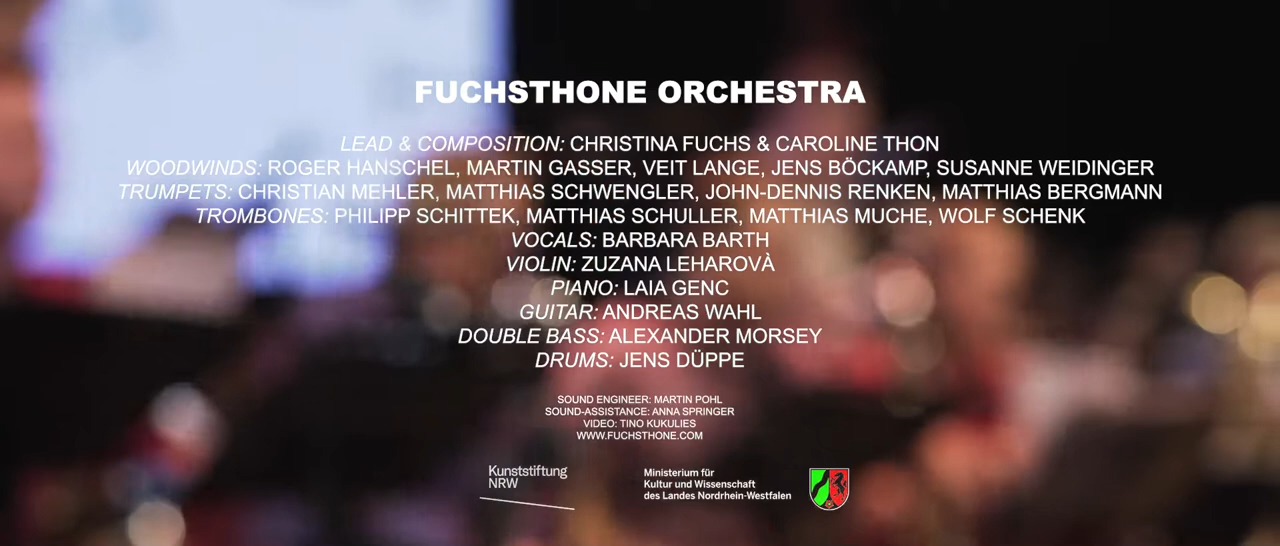 FUCHSTHONE ORCHESTRA
LEAD & COMPOSITION: CHRISTINA FUCHS & CAROLINE THON
WOODWINDS: ROGER HANSCHEL, MARTIN GASSER, VEIT LANGE, JENS BÖCKAMP, SUSANNE WEIDINGER
TRUMPETS: CHRISTIAN MEHLER, MATTHIAS SCHWENGLER, JOHN-DENNIS RENKEN, MATTHIAS BERGMANN
TROMBONES: PHILIPP SCHITTEK, MATTHIAS SCHULLER, MATTHIAS MUCHE, WOLF SCHENK
VOCALS: BARBARA BARTH
VIOLIN: ZUZANA LEHAROVÀ
PIANO: LAIA GENC
GUITAR: ANDREAS WAHL
DOUBLE BASS: ALEXANDER MORSEY
DRUMS: JENS DÜPPE
SOUND ENGINEER: MARTIN POHL
SOUND-ASSISTANCE: ANNA SPRINGER
VIDEO: TINO KUKULIES
WWW.FUCHSTHONE.COM
Kunststiftung
NRW
Ministerium für
Kultur und Wissenschaft
des Landes Nordrhein-Westfalen